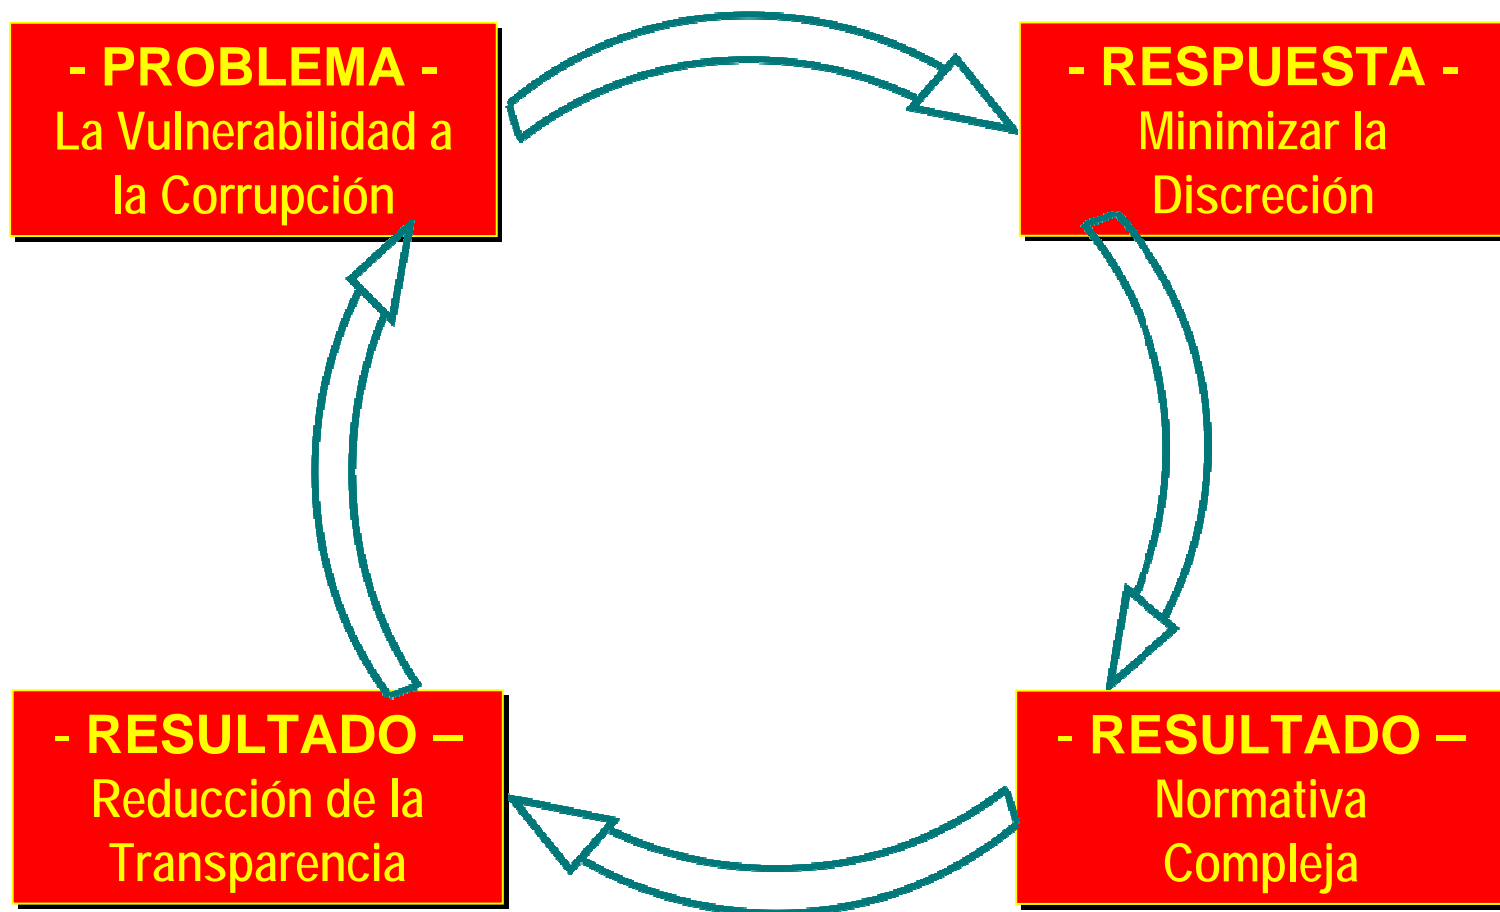 - PROBLEMA -
La Vulnerabilidad a
la Corrupción
- RESPUESTA -
Minimizar la
Discreción
- RESULTADO –
Reducción de la
Transparencia
- RESULTADO –
Normativa
Compleja